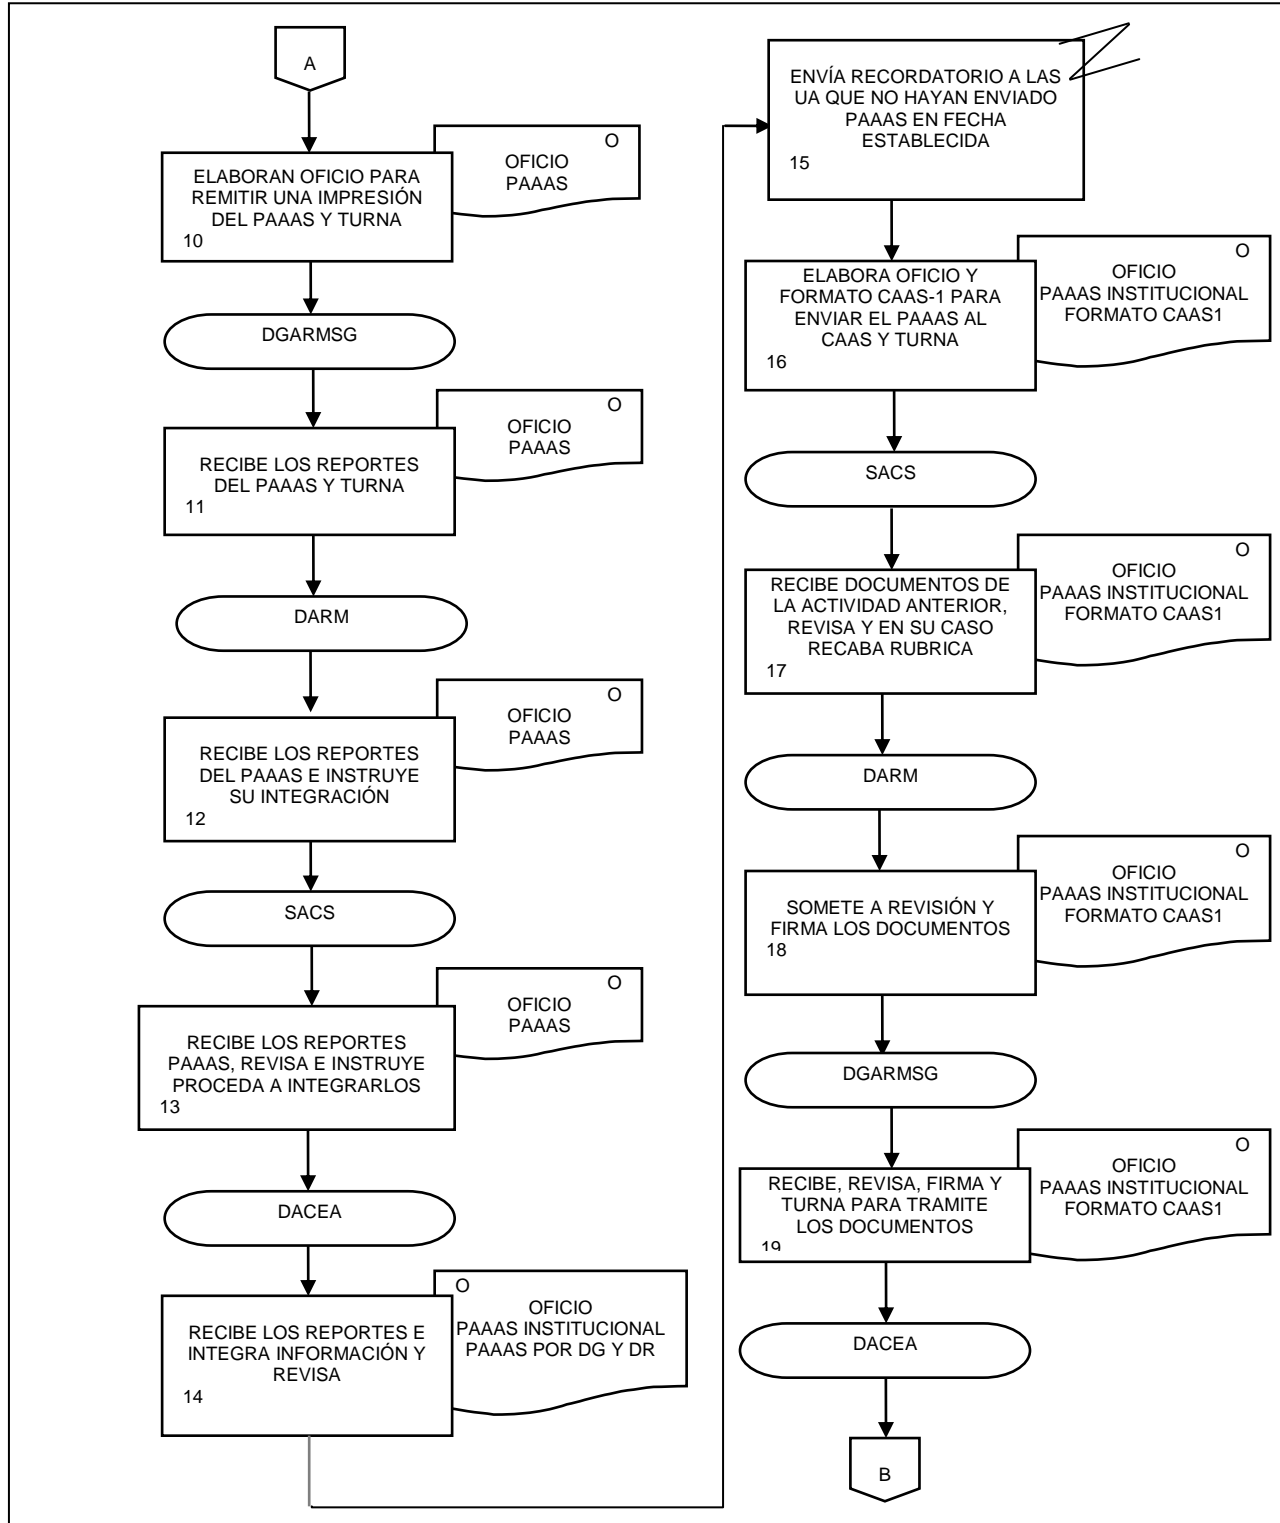 A
O
OFICIO
PAAAS
ELABORAN OFICIO PARA
REMITIR UNA IMPRESIÓN
DEL PAAAS Y TURNA
10
DGARMSG
O
OFICIO
PAAAS
RECIBE LOS REPORTES
DEL PAAAS Y TURNA
11
DARM
O
OFICIO
PAAAS
RECIBE LOS REPORTES
DEL PAAAS E INSTRUYE
SU INTEGRACIÓN
12
SACS
O
OFICIO
PAAAS
RECIBE LOS REPORTES
PAAAS, REVISA E INSTRUYE
PROCEDA A INTEGRARLOS
13
DACEA
O
OFICIO
PAAAS INSTITUCIONAL
PAAAS POR DG Y DR
RECIBE LOS REPORTES E
INTEGRA INFORMACIÓN Y
REVISA
14
ENVÍA RECORDATORIO A LAS
UA QUE NO HAYAN ENVIADO
PAAAS EN FECHA
ESTABLECIDA
15
O
OFICIO
PAAAS INSTITUCIONAL
FORMATO CAAS1
ELABORA OFICIO Y
FORMATO CAAS-1 PARA
ENVIAR EL PAAAS AL
CAAS Y TURNA
16
SACS
O
OFICIO
PAAAS INSTITUCIONAL
FORMATO CAAS1
RECIBE DOCUMENTOS DE
LA ACTIVIDAD ANTERIOR,
REVISA Y EN SU CASO
RECABA RUBRICA
17
DARM
O
OFICIO
PAAAS INSTITUCIONAL
FORMATO CAAS1
SOMETE A REVISIÓN Y
FIRMA LOS DOCUMENTOS
18
DGARMSG
O
OFICIO
PAAAS INSTITUCIONAL
FORMATO CAAS1
RECIBE, REVISA, FIRMA Y
TURNA PARA TRAMITE
LOS DOCUMENTOS
19
DACEA
B